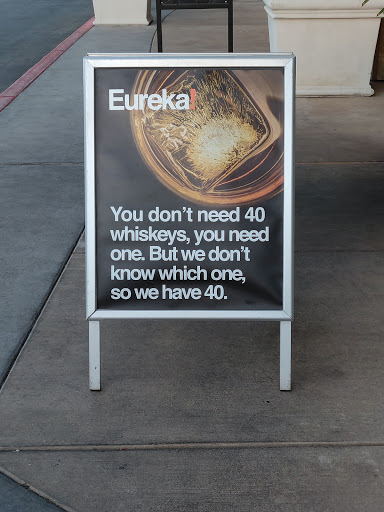 Eureka!
You don't need 40
whiskeys, you need
one. But we don't
know which one,
so we have 40.